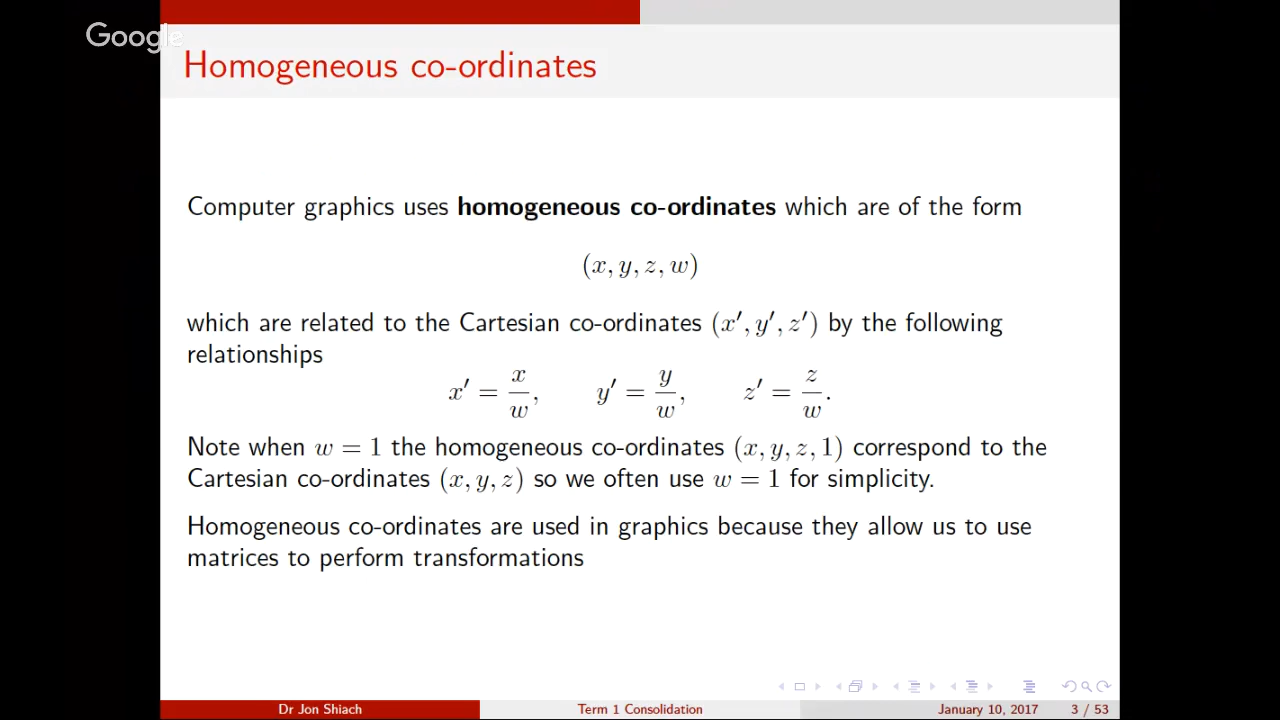 Google
Homogeneous co-ordinates
Computer graphics uses homogeneous co-ordinates which are of the form
(x, y, z, w)
which are related to the Cartesian co-ordinates (x′, y′, z′) by the following
relationships
x′ = x/w, y′ = y/w, z′ = z/w.
Note when w = 1 the homogeneous co-ordinates (x, y, z, 1) correspond to the
Cartesian co-ordinates (x, y, z) so we often use w = 1 for simplicity.
Homogeneous co-ordinates are used in graphics because they allow us to use
matrices to perform transformations
Dr Jon Shiach Term 1 Consolidation January 10, 2017 3 / 53